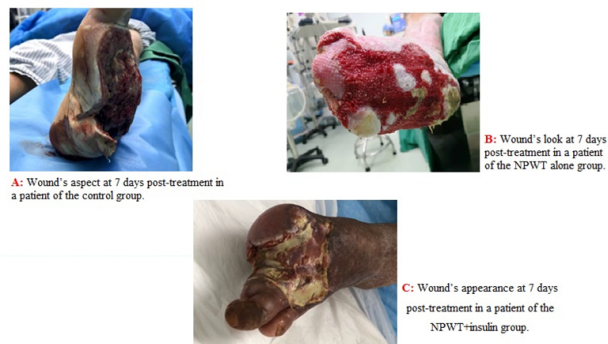 A: Wound's aspect at 7 days post-treatment in
a patient of the control group.
B: Wound's look at 7 days
post-treatment in a patient
of the NPWT alone group.
C: Wound's appearance at 7 days
post-treatment in a patient of the
NPWT+insulin group.